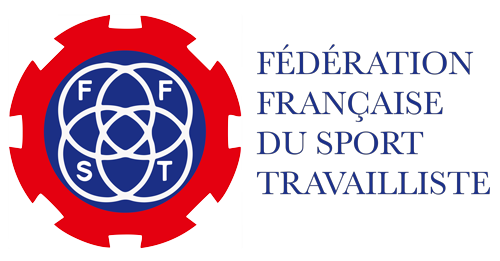 F F
S T
FÉDÉRATION
FRANÇAISE
DU SPORT
TRAVAILLISTE